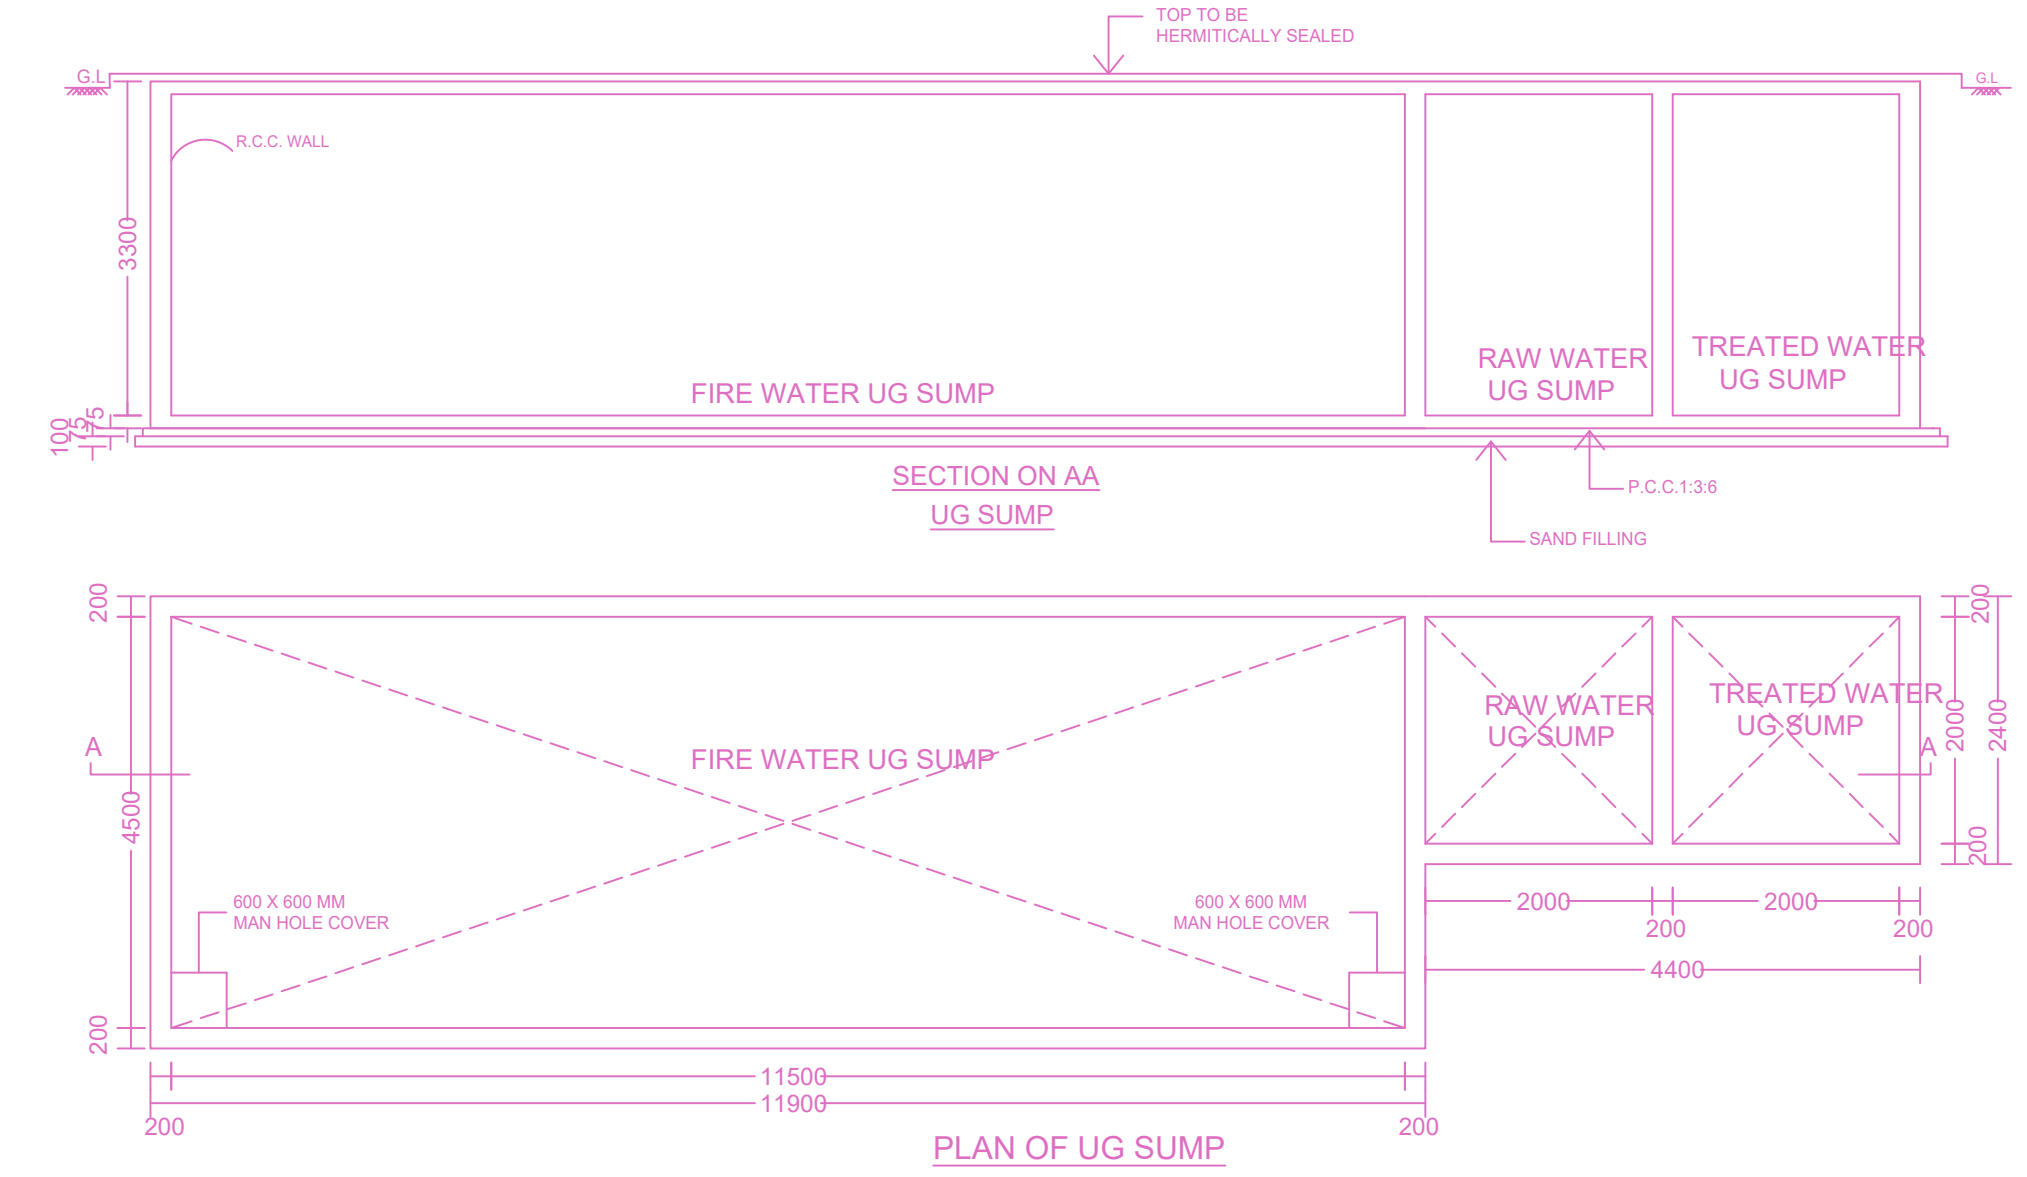 TOP TO BE
HERMITICALLY SEALED
G.L
G.L
R.C.C. WALL
3300
FIRE WATER UG SUMP
RAW WATER
UG SUMP
TREATED WATER
UG SUMP
100
75
75
SECTION ON AA
UG SUMP
P.C.C.1:3:6
SAND FILLING
200
4500
200
A
FIRE WATER UG SUMP
RAW WATER
UG SUMP
TREATED WATER
UG SUMP
A
200
2000
2400
200
600 X 600 MM
MAN HOLE COVER
600 X 600 MM
MAN HOLE COVER
2000
200
2000
200
4400
11500
11900
200
200
PLAN OF UG SUMP